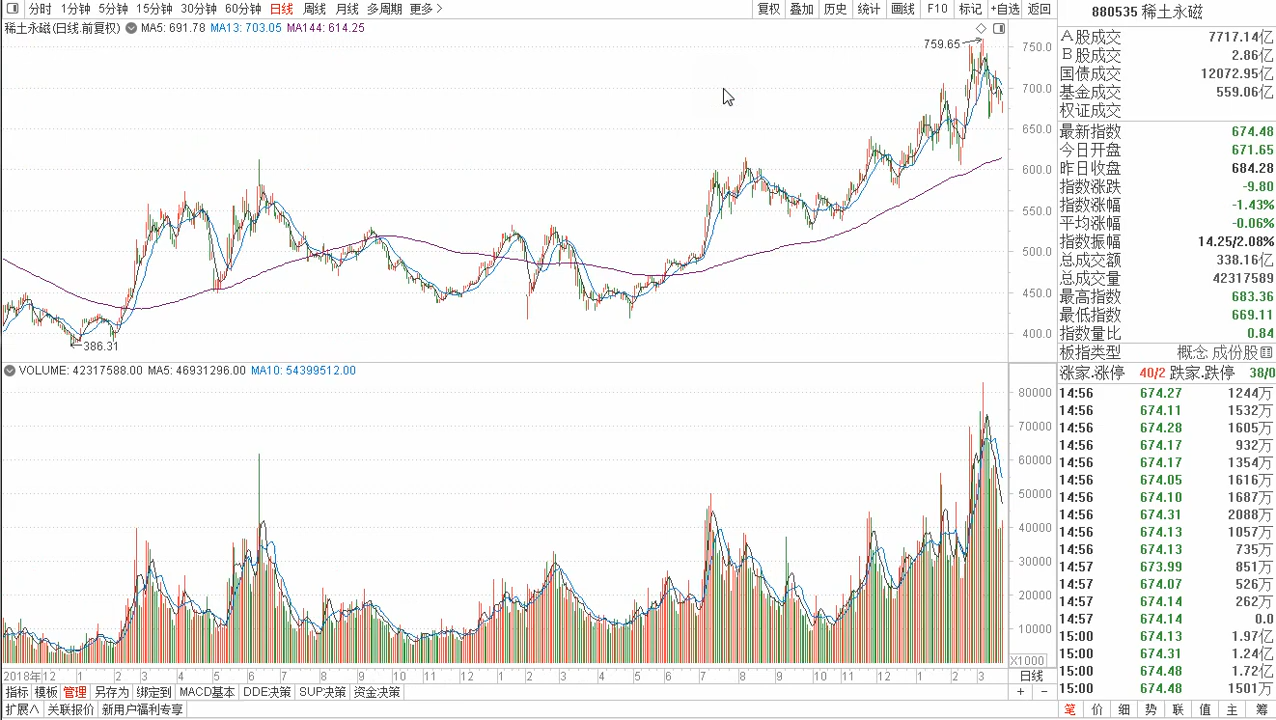 分时 1分钟 5分钟 15分钟 30分钟 60分钟 日线 周线 月线 多周期 更多 >
复权 叠加 历史 统计 画线 F10 标记 +自选 返回
稀土永磁(日线.前复权) MA5: 691.78 MA13: 703.05 MA144: 614.25
759.65
386.31
750.0
700.0
650.0
600.0
550.0
500.0
450.0
400.0
VOLUME: 42317588.00 MA5: 46931296.00 MA10: 54399512.00
80000
70000
60000
50000
40000
30000
20000
10000
X1000
2018年 12 1 2 3 4 5 6 7 8 9 10 11 12 1 2 3 4 5 6 7 8 9 10 11 12 1 2 3 日线
指标 模板 管理 另存为 绑定到 MACD基本 DDE决策 SUP决策 资金决策 + -
扩展∧ 关联报价 新用户福利专享
880535 稀土永磁
A股成交 7717.14亿
B股成交 2.86亿
国债成交 12072.95亿
基金成交 559.06亿
权证成交
最新指数 674.48
今日开盘 671.65
昨日收盘 684.28
指数涨跌 -9.80
指数涨幅 -1.43%
平均涨幅 -0.06%
指数振幅 14.25/2.08%
总成交额 338.16亿
总成交量 42317589
最高指数 683.36
最低指数 669.11
指数量比 0.84
板指类型 概念 成份股
涨家.涨停 40/2 跌家.跌停 38/0
14:56 674.27 1244万
14:56 674.11 1532万
14:56 674.28 1605万
14:56 674.17 932万
14:56 674.17 1354万
14:56 674.05 1616万
14:56 674.10 1687万
14:56 674.31 2088万
14:56 674.13 1057万
14:56 674.13 735万
14:57 673.99 851万
14:57 674.07 526万
14:57 674.14 262万
14:57 674.14 0.0
15:00 674.13 1.97亿
15:00 674.31 1.24亿
15:00 674.48 1.72亿
15:00 674.48 1501万
笔 价 细 势 联 值 主 筹